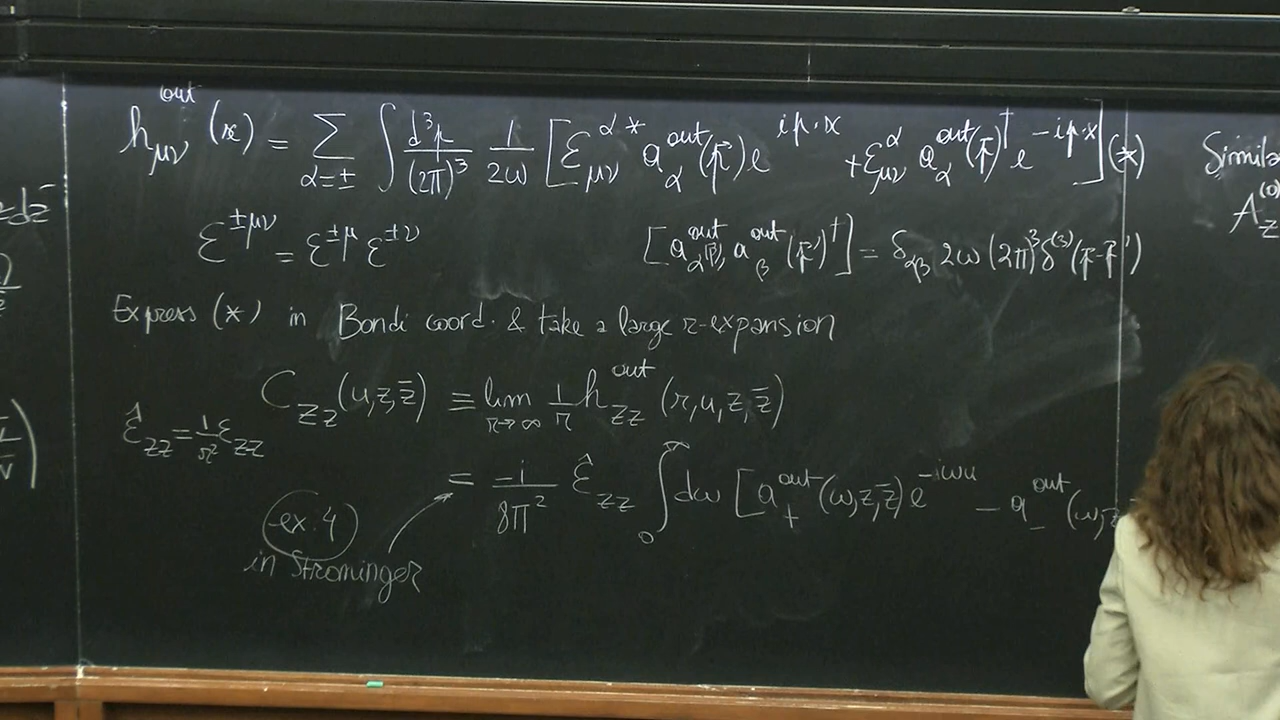 h_{μν}^{out}(x) = Σ_{α=±} ∫ d³p/(2π)³ 1/2ω [ε_{μν}^{α*} a_α^{out}(p⃗) e^{ip·x} + ε_{μν}^{α} a_α^{out}(p⃗)† e^{-ip·x}] (*)
ε^{±μν} = ε^{±μ} ε^{±ν}
[a_α^{out}(p⃗), a_β^{out}(p⃗')†] = δ_{αβ} 2ω (2π)³ δ^{(3)}(p⃗-p⃗')
Express (*) in Bondi coord. & take a large r-expansion
C_{zz}(u,z,z̄) ≡ lim_{r→∞} 1/r h_{zz}^{out}(r,u,z,z̄)
ε̂_{zz} = 1/r² ε_{zz}
= -i/8π² ε̂_{zz} ∫_0^∞ dω [a_+^{out}(ω,z,z̄) e^{-iωu} - a_-^{out}(ω,z
ex. 4
in Strominger
A_z^{(0)}
dz̄